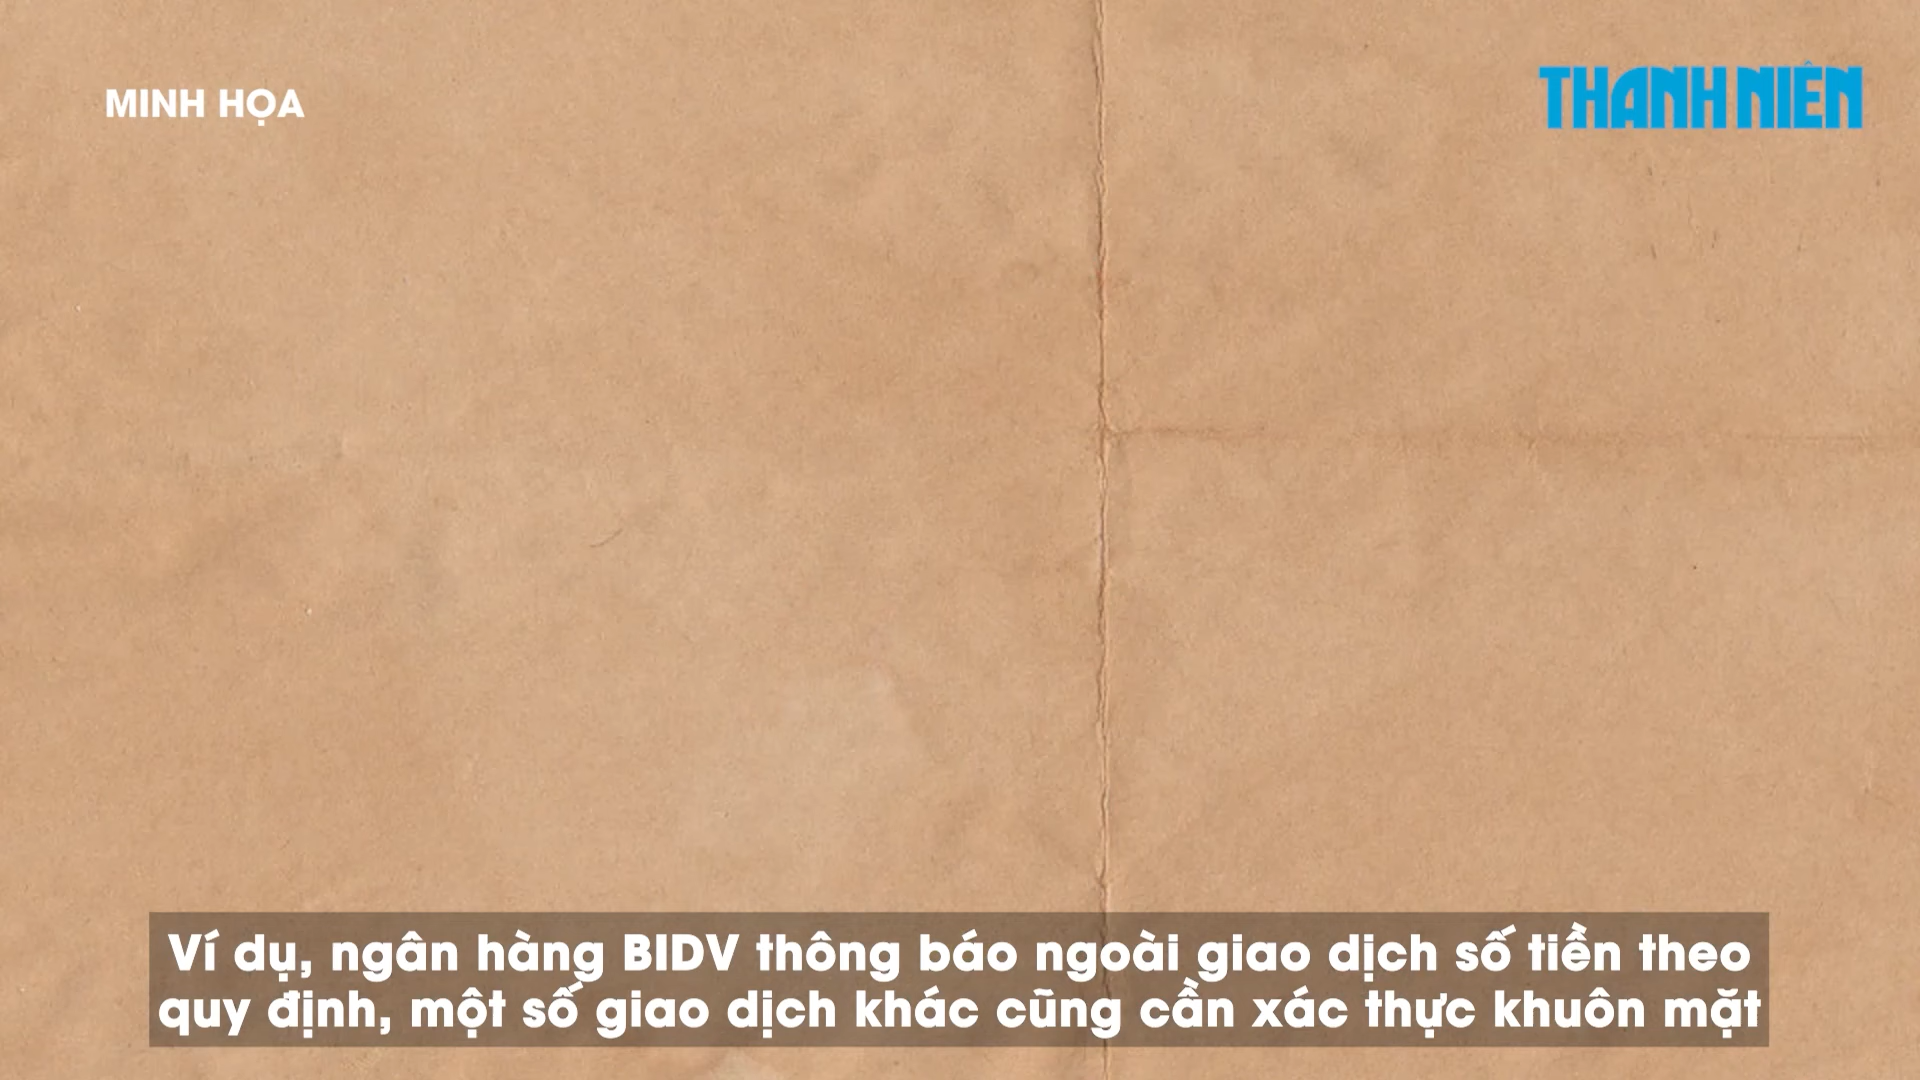 MINH HỌA
THANH NIÊN
Ví dụ, ngân hàng BIDV thông báo ngoài giao dịch số tiền theo
quy định, một số giao dịch khác cũng cần xác thực khuôn mặt